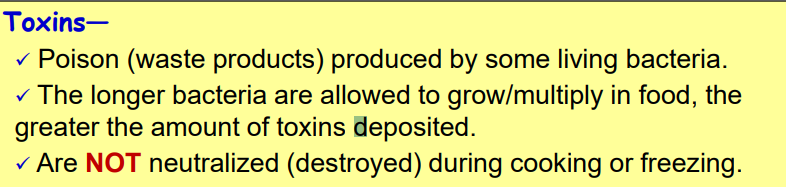 Toxins—
✓ Poison (waste products) produced by some living bacteria.
✓ The longer bacteria are allowed to grow/multiply in food, the
greater the amount of toxins deposited.
✓ Are NOT neutralized (destroyed) during cooking or freezing.